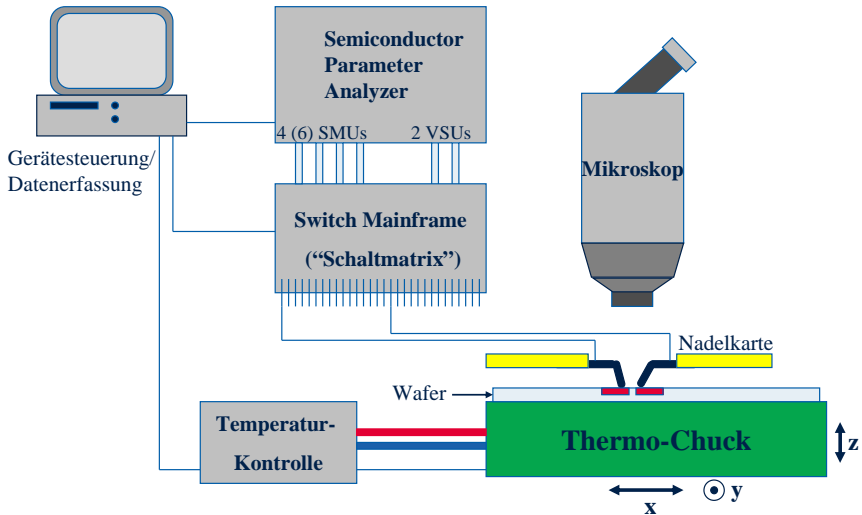 Semiconductor
Parameter
Analyzer
4 (6) SMUs
2 VSUs
Gerätesteuerung/
Datenerfassung
Mikroskop
Switch Mainframe
(“Schaltmatrix”)
Nadelkarte
Wafer
Temperatur-
Kontrolle
Thermo-Chuck
z
y
x